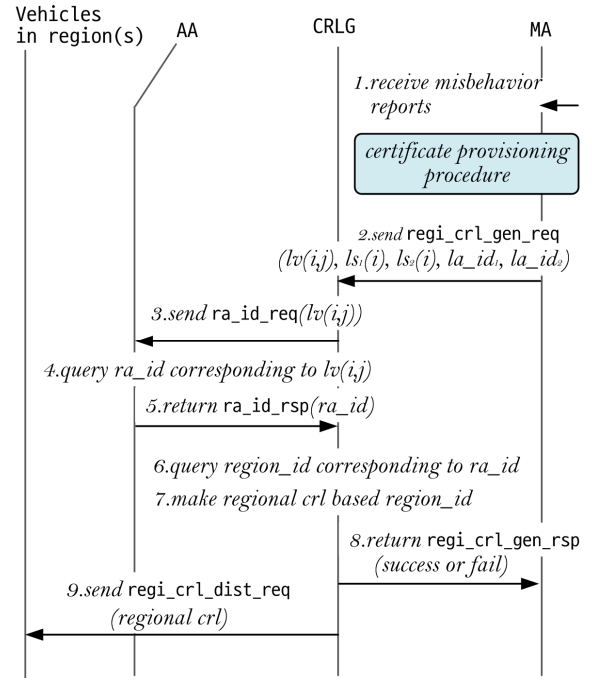 Vehicles
in region(s)
AA
CRLG
MA
1.receive misbehavior
reports
certificate provisioning
procedure
2.send regi_crl_gen_req
(lv(i,j), ls₁(i), ls₂(i), la_id₁, la_id₂)
3.send ra_id_req(lv(i,j))
4.query ra_id corresponding to lv(i,j)
5.return ra_id_rsp(ra_id)
6.query region_id corresponding to ra_id
7.make regional crl based region_id
8.return regi_crl_gen_rsp
(success or fail)
9.send regi_crl_dist_req
(regional crl)